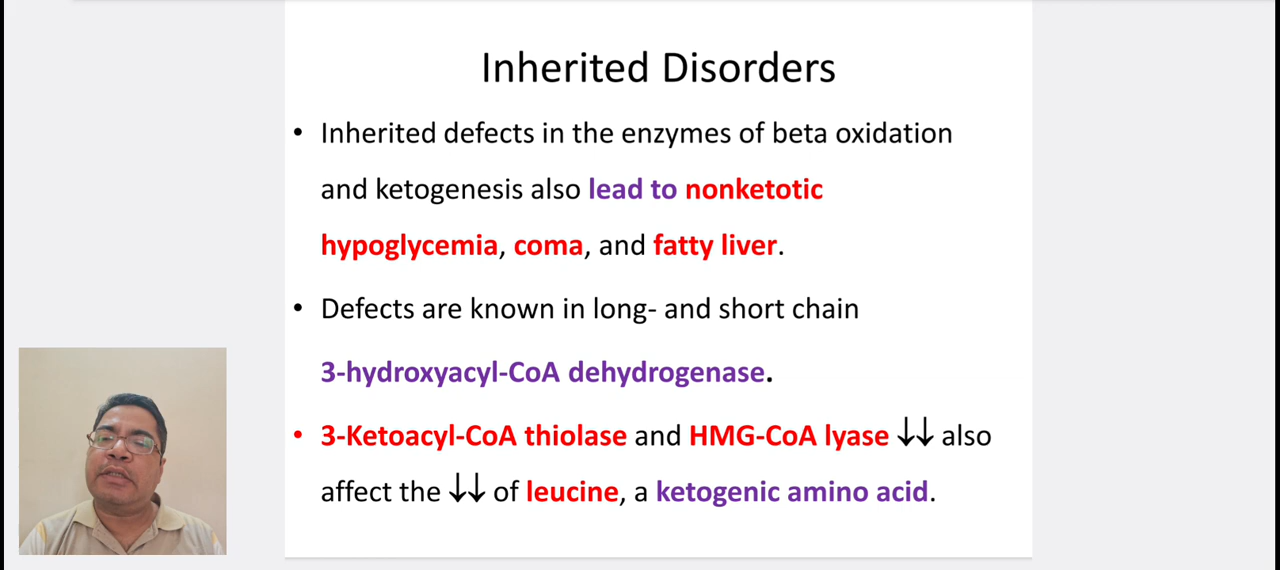 Inherited Disorders
• Inherited defects in the enzymes of beta oxidation
and ketogenesis also lead to nonketotic
hypoglycemia, coma, and fatty liver.
• Defects are known in long- and short chain
3-hydroxyacyl-CoA dehydrogenase.
• 3-Ketoacyl-CoA thiolase and HMG-CoA lyase ↓↓ also
affect the ↓↓ of leucine, a ketogenic amino acid.